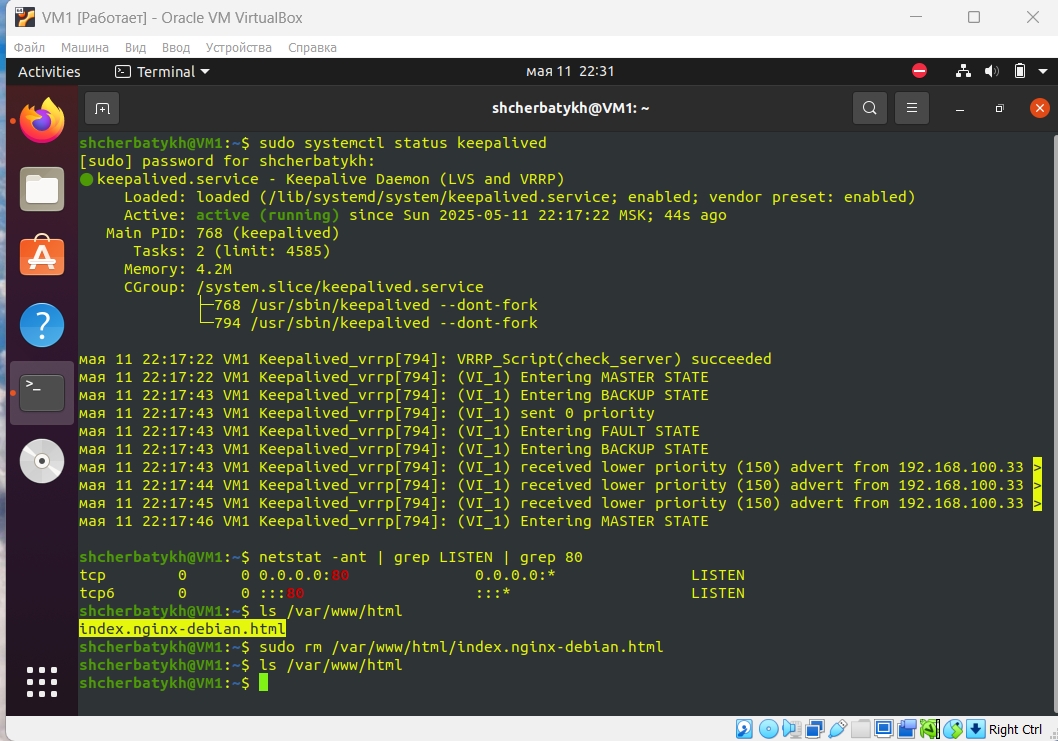 VM1 [Работает] - Oracle VM VirtualBox
Файл Машина Вид Ввод Устройства Справка
Activities Terminal мая 11 22:31
shcherbatykh@VM1: ~
shcherbatykh@VM1:~$ sudo systemctl status keepalived
[sudo] password for shcherbatykh:
keepalived.service - Keepalive Daemon (LVS and VRRP)
Loaded: loaded (/lib/systemd/system/keepalived.service; enabled; vendor preset: enabled)
Active: active (running) since Sun 2025-05-11 22:17:22 MSK; 44s ago
Main PID: 768 (keepalived)
Tasks: 2 (limit: 4585)
Memory: 4.2M
CGroup: /system.slice/keepalived.service
├─768 /usr/sbin/keepalived --dont-fork
└─794 /usr/sbin/keepalived --dont-fork
мая 11 22:17:22 VM1 Keepalived_vrrp[794]: VRRP_Script(check_server) succeeded
мая 11 22:17:22 VM1 Keepalived_vrrp[794]: (VI_1) Entering MASTER STATE
мая 11 22:17:43 VM1 Keepalived_vrrp[794]: (VI_1) Entering BACKUP STATE
мая 11 22:17:43 VM1 Keepalived_vrrp[794]: (VI_1) sent 0 priority
мая 11 22:17:43 VM1 Keepalived_vrrp[794]: (VI_1) Entering FAULT STATE
мая 11 22:17:43 VM1 Keepalived_vrrp[794]: (VI_1) Entering BACKUP STATE
мая 11 22:17:43 VM1 Keepalived_vrrp[794]: (VI_1) received lower priority (150) advert from 192.168.100.33 >
мая 11 22:17:44 VM1 Keepalived_vrrp[794]: (VI_1) received lower priority (150) advert from 192.168.100.33 >
мая 11 22:17:45 VM1 Keepalived_vrrp[794]: (VI_1) received lower priority (150) advert from 192.168.100.33 >
мая 11 22:17:46 VM1 Keepalived_vrrp[794]: (VI_1) Entering MASTER STATE
shcherbatykh@VM1:~$ netstat -ant | grep LISTEN | grep 80
tcp 0 0 0.0.0.0:80 0.0.0.0:* LISTEN
tcp6 0 0 :::80 :::* LISTEN
shcherbatykh@VM1:~$ ls /var/www/html
index.nginx-debian.html
shcherbatykh@VM1:~$ sudo rm /var/www/html/index.nginx-debian.html
shcherbatykh@VM1:~$ ls /var/www/html
shcherbatykh@VM1:~$
Right Ctrl